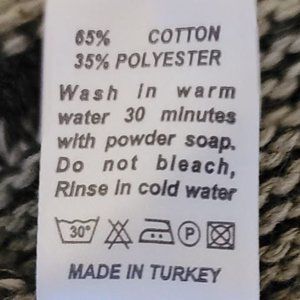 65% COTTON
35% POLYESTER
Wash in warm
water 30 minutes
with powder soap.
Do not bleach,
Rinse in cold water
30° P
MADE IN TURKEY